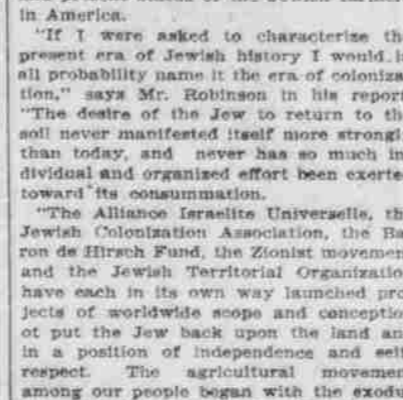 in America.
"If I were asked to characterize th
present era of Jewish history I would i
all probability name it the era of coloniza
tion," says Mr. Robinson in his repor
"The desire of the Jew to return to th
soil never manifested itself more strongl
than today, and never has so much in
dividual and organized effort been exerte
toward its consummation.
"The Alliance Israelite Universelle, th
Jewish Colonization Association, the Ba
ron de Hirsch Fund, the Zionist movemen
and the Jewish Territorial Organizatio
have each in its own way launched pro
jects of worldwide scope and conceptio
ot put the Jew back upon the land an
in a position of independence and self
respect. The agricultural movemen
among our people began with the exodu